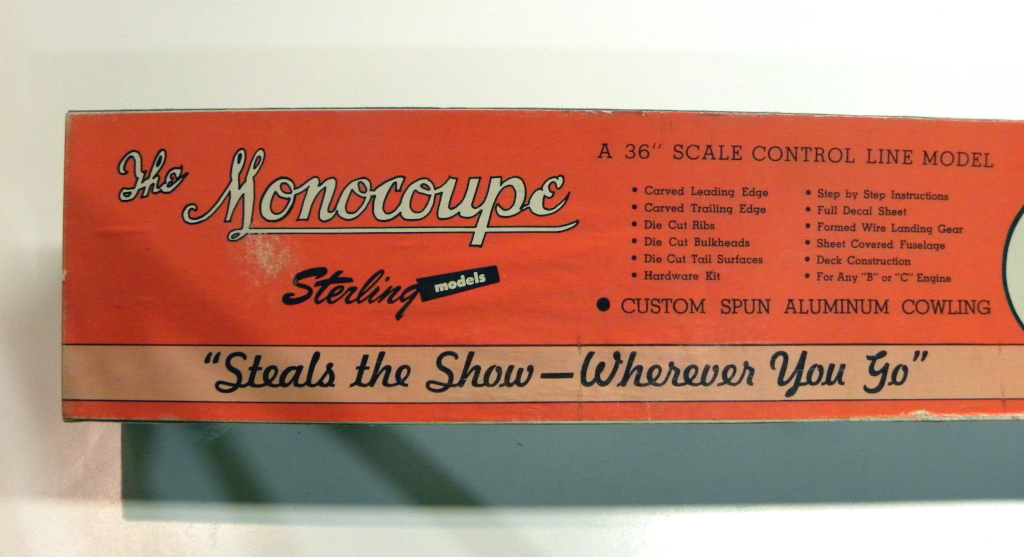 The Monocoupe
Sterling models
A 36" SCALE CONTROL LINE MODEL
• Carved Leading Edge
• Carved Trailing Edge
• Die Cut Ribs
• Die Cut Bulkheads
• Die Cut Tail Surfaces
• Hardware Kit
• Step by Step Instructions
• Full Decal Sheet
• Formed Wire Landing Gear
• Sheet Covered Fuselage
• Deck Construction
• For Any "B" or "C" Engine
● CUSTOM SPUN ALUMINUM COWLING
"Steals the Show—Wherever You Go"